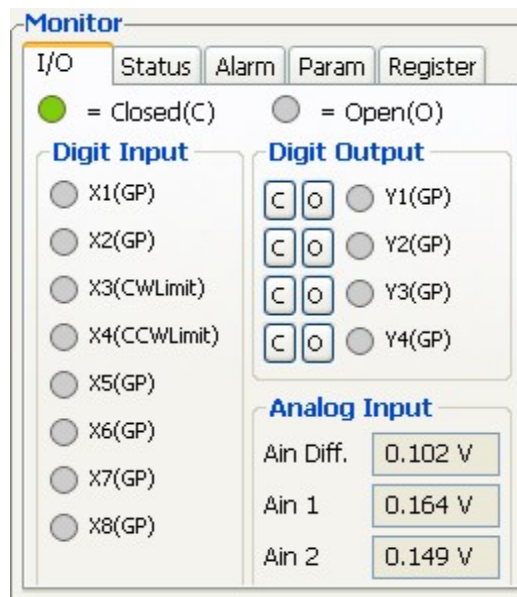 Monitor
I/O Status Alarm Param Register
= Closed(C) = Open(O)
Digit Input
X1(GP)
X2(GP)
X3(CWLimit)
X4(CCWLimit)
X5(GP)
X6(GP)
X7(GP)
X8(GP)
Digit Output
C O Y1(GP)
C O Y2(GP)
C O Y3(GP)
C O Y4(GP)
Analog Input
Ain Diff. 0.102 V
Ain 1 0.164 V
Ain 2 0.149 V